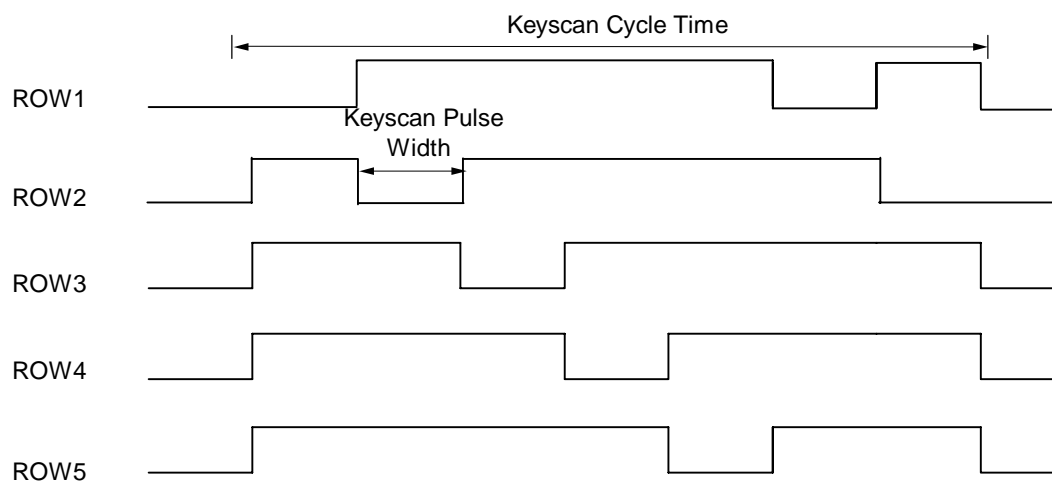 Keyscan Cycle Time
ROW1
Keyscan Pulse
Width
ROW2
ROW3
ROW4
ROW5